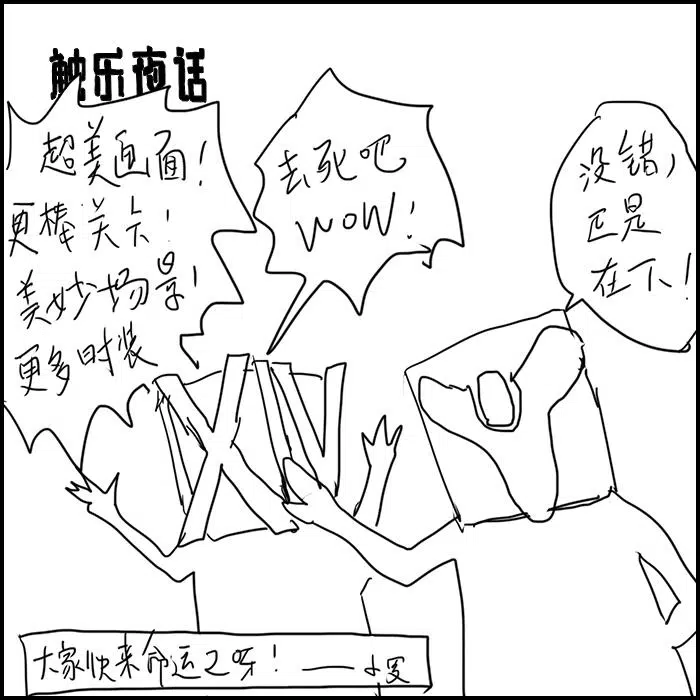 触乐夜话
超美画面!
更棒关卡!
美妙场景!
更多时装
去死吧
WOW!
没错,
正是
在下!
XIV
大家快来命运2呀! ——小罗